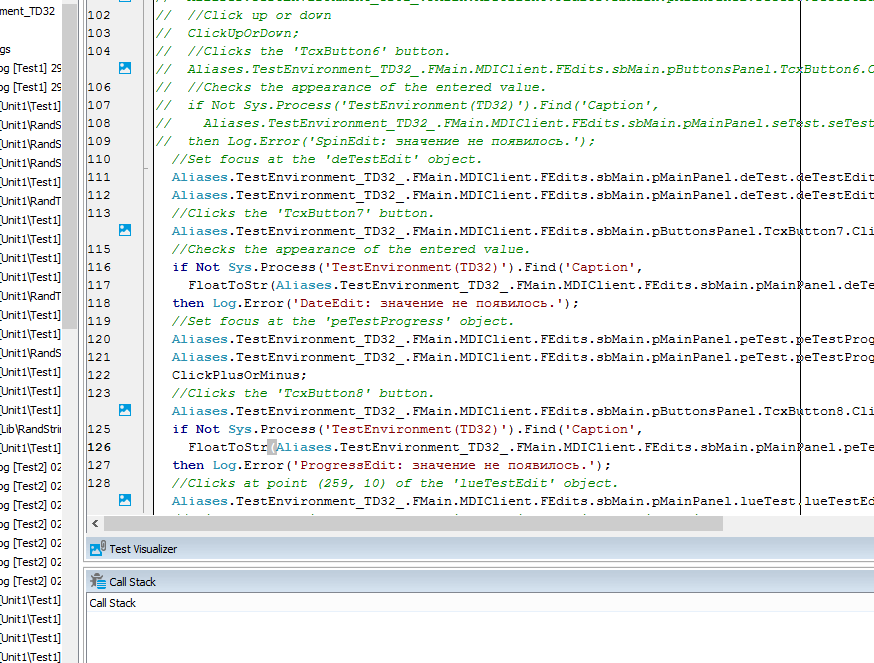 ment_TD32
gs
og [Test1] 29
og [Test1] 29
[Unit1\Test1]
[Unit1\RandS
[Unit1\RandS
[Unit1\RandS
[Unit1\Test1]
[Unit1\RandT
[Unit1\Test1]
[Unit1\Test1]
[Unit1\Test1]
[Unit1\Test1]
[Unit1\RandT
[Unit1\Test1]
[Unit1\Test1]
[Unit1\RandS
[Unit1\Test1]
[Unit1\Test1]
[Unit1\Test1]
[Lib\RandStrin
[Unit1\Test1]
og [Test2] 02
og [Test2] 02
og [Test2] 02
og [Test2] 02
og [Test2] 02
og [Test2] 02
og [Test2] 02
[Unit1\Test1]
[Unit1\Test1]
[Unit1\Test1]
[Unit1\Test1]
102 // //Click up or down
103 // ClickUpOrDown;
104 // //Clicks the 'TcxButton6' button.
// Aliases.TestEnvironment_TD32_.FMain.MDIClient.FEdits.sbMain.pButtonsPanel.TcxButton6.C
106 // //Checks the appearance of the entered value.
107 // if Not Sys.Process('TestEnvironment(TD32)').Find('Caption',
108 // Aliases.TestEnvironment_TD32_.FMain.MDIClient.FEdits.sbMain.pMainPanel.seTest.seTest
109 // then Log.Error('SpinEdit: значение не появилось.');
110 //Set focus at the 'deTestEdit' object.
111 Aliases.TestEnvironment_TD32_.FMain.MDIClient.FEdits.sbMain.pMainPanel.deTest.deTestEdit
112 Aliases.TestEnvironment_TD32_.FMain.MDIClient.FEdits.sbMain.pMainPanel.deTest.deTestEdit
113 //Clicks the 'TcxButton7' button.
Aliases.TestEnvironment_TD32_.FMain.MDIClient.FEdits.sbMain.pButtonsPanel.TcxButton7.Cli
115 //Checks the appearance of the entered value.
116 if Not Sys.Process('TestEnvironment(TD32)').Find('Caption',
117 FloatToStr(Aliases.TestEnvironment_TD32_.FMain.MDIClient.FEdits.sbMain.pMainPanel.deTe
118 then Log.Error('DateEdit: значение не появилось.');
119 //Set focus at the 'peTestProgress' object.
120 Aliases.TestEnvironment_TD32_.FMain.MDIClient.FEdits.sbMain.pMainPanel.peTest.peTestProg
121 Aliases.TestEnvironment_TD32_.FMain.MDIClient.FEdits.sbMain.pMainPanel.peTest.peTestProg
122 ClickPlusOrMinus;
123 //Clicks the 'TcxButton8' button.
Aliases.TestEnvironment_TD32_.FMain.MDIClient.FEdits.sbMain.pButtonsPanel.TcxButton8.Cli
125 if Not Sys.Process('TestEnvironment(TD32)').Find('Caption',
126 FloatToStr(Aliases.TestEnvironment_TD32_.FMain.MDIClient.FEdits.sbMain.pMainPanel.peTe
127 then Log.Error('ProgressEdit: значение не появилось.');
128 //Clicks at point (259, 10) of the 'lueTestEdit' object.
Aliases.TestEnvironment_TD32_.FMain.MDIClient.FEdits.sbMain.pMainPanel.lueTest.lueTestEd
Test Visualizer
Call Stack
Call Stack